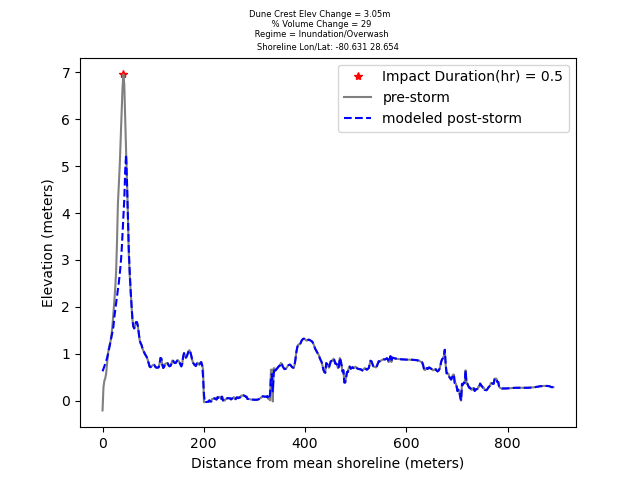 Dune Crest Elev Change = 3.05m
% Volume Change = 29
Regime = Inundation/Overwash
Shoreline Lon/Lat: -80.631 28.654
Impact Duration(hr) = 0.5
pre-storm
modeled post-storm
Elevation (meters)
7
6
5
4
3
2
1
0
0 200 400 600 800
Distance from mean shoreline (meters)